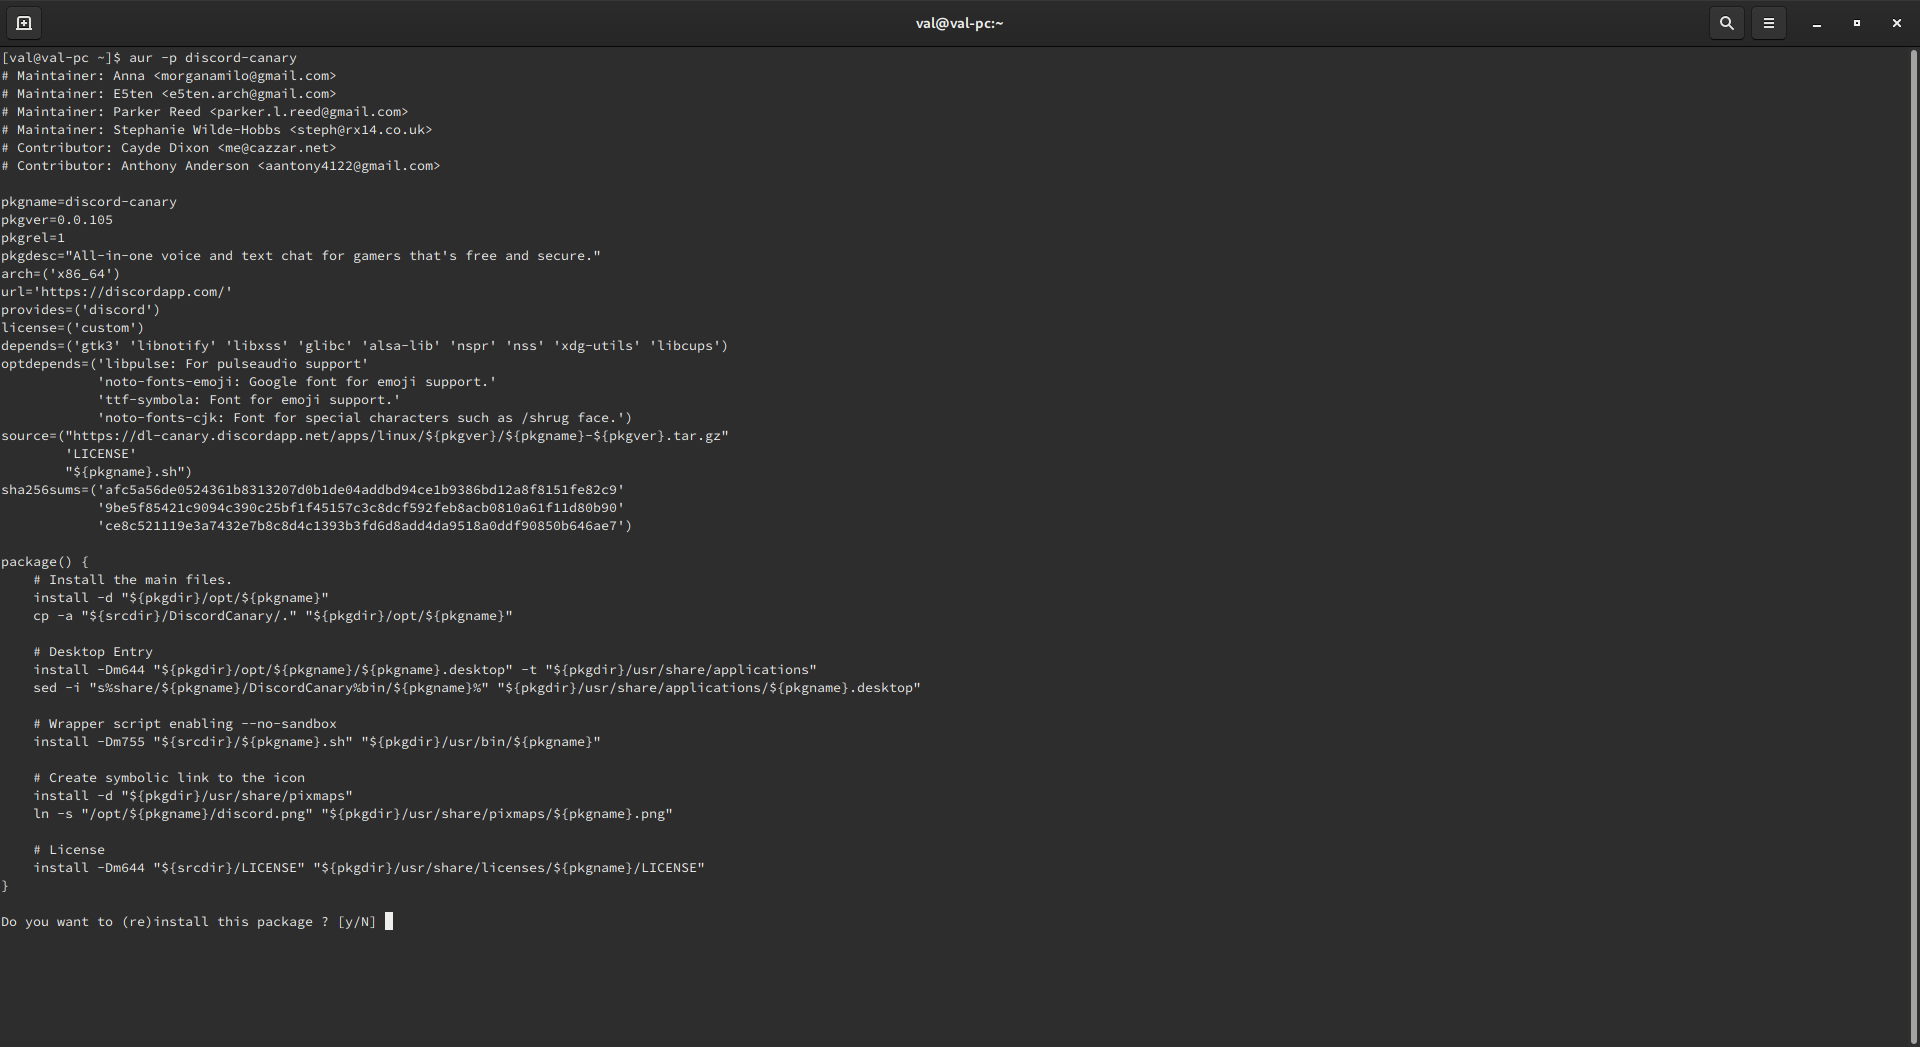 val@val-pc:~
[val@val-pc ~]$ aur -p discord-canary
# Maintainer: Anna <morganamilo@gmail.com>
# Maintainer: E5ten <e5ten.arch@gmail.com>
# Maintainer: Parker Reed <parker.l.reed@gmail.com>
# Maintainer: Stephanie Wilde-Hobbs <steph@rx14.co.uk>
# Contributor: Cayde Dixon <me@cazzar.net>
# Contributor: Anthony Anderson <aantony4122@gmail.com>
pkgname=discord-canary
pkgver=0.0.105
pkgrel=1
pkgdesc="All-in-one voice and text chat for gamers that's free and secure."
arch=('x86_64')
url='https://discordapp.com/'
provides=('discord')
license=('custom')
depends=('gtk3' 'libnotify' 'libxss' 'glibc' 'alsa-lib' 'nspr' 'nss' 'xdg-utils' 'libcups')
optdepends=('libpulse: For pulseaudio support'
'noto-fonts-emoji: Google font for emoji support.'
'ttf-symbola: Font for emoji support.'
'noto-fonts-cjk: Font for special characters such as /shrug face.')
source=("https://dl-canary.discordapp.net/apps/linux/${pkgver}/${pkgname}-${pkgver}.tar.gz"
'LICENSE'
"${pkgname}.sh")
sha256sums=('afc5a56de0524361b8313207d0b1de04addbd94ce1b9386bd12a8f8151fe82c9'
'9be5f85421c9094c390c25bf1f45157c3c8dcf592feb8acb0810a61f11d80b90'
'ce8c521119e3a7432e7b8c8d4c1393b3fd6d8add4da9518a0ddf90850b646ae7')
package() {
# Install the main files.
install -d "${pkgdir}/opt/${pkgname}"
cp -a "${srcdir}/DiscordCanary/." "${pkgdir}/opt/${pkgname}"
# Desktop Entry
install -Dm644 "${pkgdir}/opt/${pkgname}/${pkgname}.desktop" -t "${pkgdir}/usr/share/applications"
sed -i "s%share/${pkgname}/DiscordCanary%bin/${pkgname}%" "${pkgdir}/usr/share/applications/${pkgname}.desktop"
# Wrapper script enabling --no-sandbox
install -Dm755 "${srcdir}/${pkgname}.sh" "${pkgdir}/usr/bin/${pkgname}"
# Create symbolic link to the icon
install -d "${pkgdir}/usr/share/pixmaps"
ln -s "/opt/${pkgname}/discord.png" "${pkgdir}/usr/share/pixmaps/${pkgname}.png"
# License
install -Dm644 "${srcdir}/LICENSE" "${pkgdir}/usr/share/licenses/${pkgname}/LICENSE"
}
Do you want to (re)install this package ? [y/N]